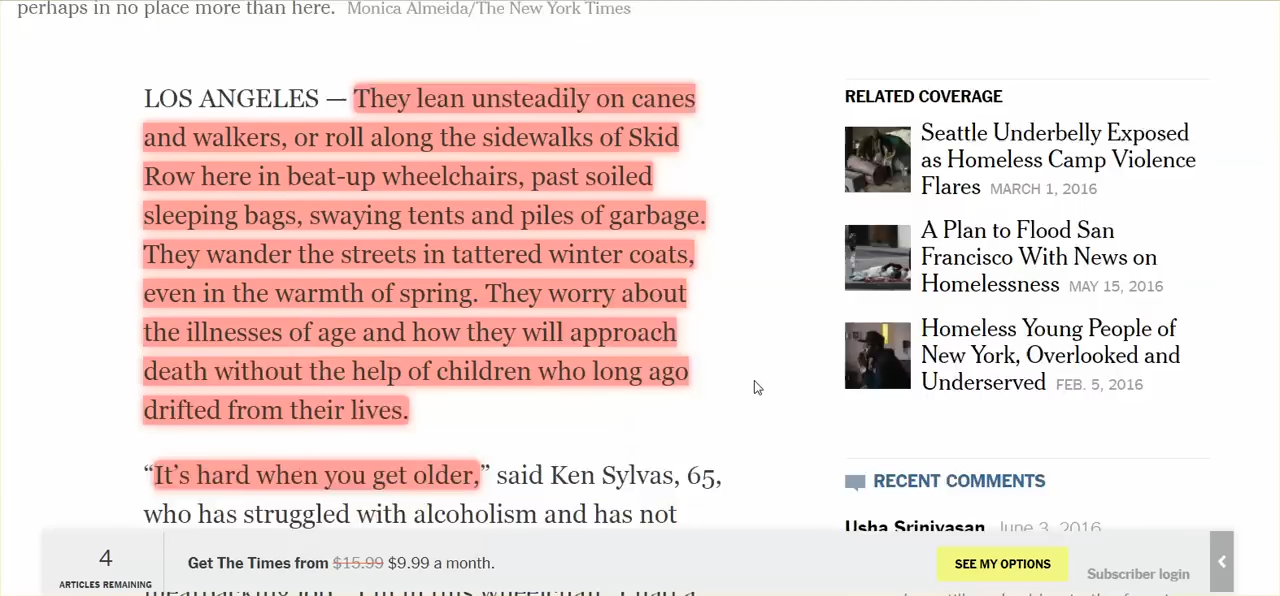 perhaps in no place more than here. Monica Almeida/The New York Times
LOS ANGELES — They lean unsteadily on canes
and walkers, or roll along the sidewalks of Skid
Row here in beat-up wheelchairs, past soiled
sleeping bags, swaying tents and piles of garbage.
They wander the streets in tattered winter coats,
even in the warmth of spring. They worry about
the illnesses of age and how they will approach
death without the help of children who long ago
drifted from their lives.
“It’s hard when you get older,” said Ken Sylvas, 65,
who has struggled with alcoholism and has not
RELATED COVERAGE
Seattle Underbelly Exposed
as Homeless Camp Violence
Flares MARCH 1, 2016
A Plan to Flood San
Francisco With News on
Homelessness MAY 15, 2016
Homeless Young People of
New York, Overlooked and
Underserved FEB. 5, 2016
RECENT COMMENTS
Usha Srinivasan June 3, 2016
4
ARTICLES REMAINING
Get The Times from $15.99 $9.99 a month.
SEE MY OPTIONS
Subscriber login